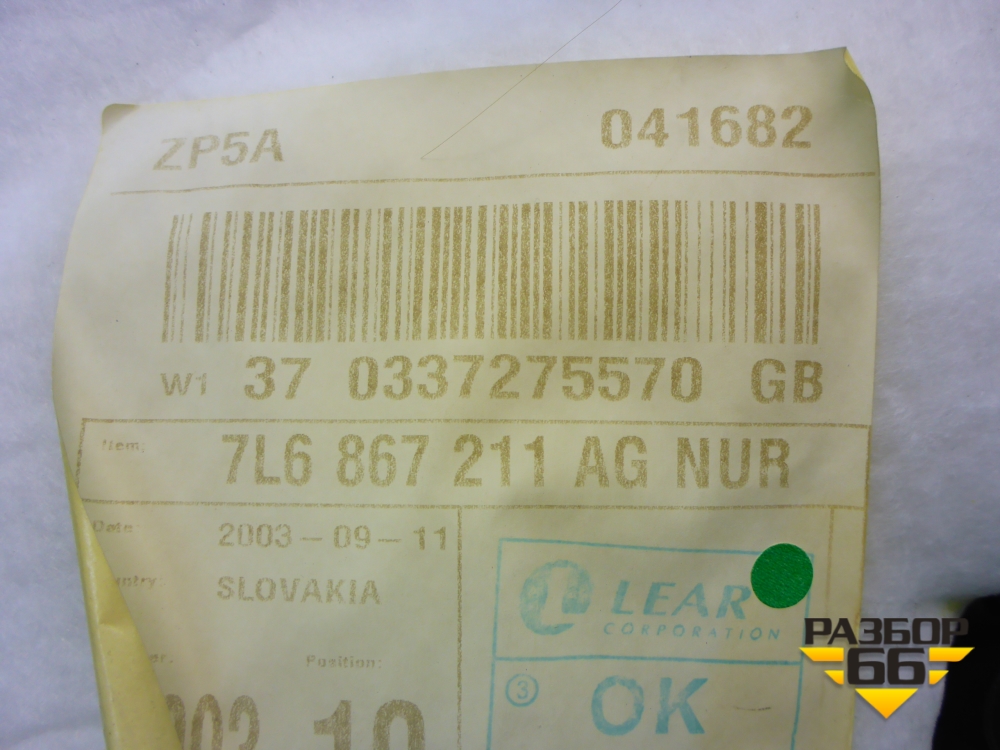 ZP5A 041682
W1 37 0337275570 GB
Item: 7L6 867 211 AG NUR
Date 2003-09-11
SLOVAKIA
LEAR
CORPORATION
Position:
3
OK
РАЗБОР
66